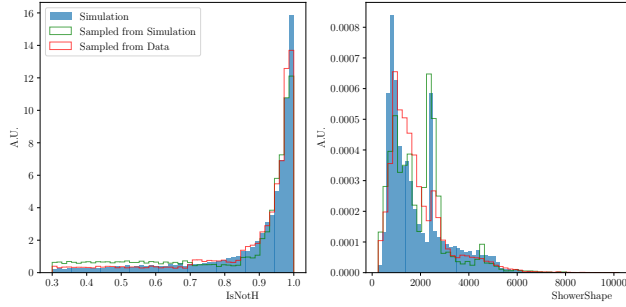 Simulation
Sampled from Simulation
Sampled from Data
A.U.
16
14
12
10
8
6
4
2
0
0.3 0.4 0.5 0.6 0.7 0.8 0.9 1.0
IsNotH
A.U.
0.0008
0.0007
0.0006
0.0005
0.0004
0.0003
0.0002
0.0001
0.0000
0 2000 4000 6000 8000 10000
ShowerShape